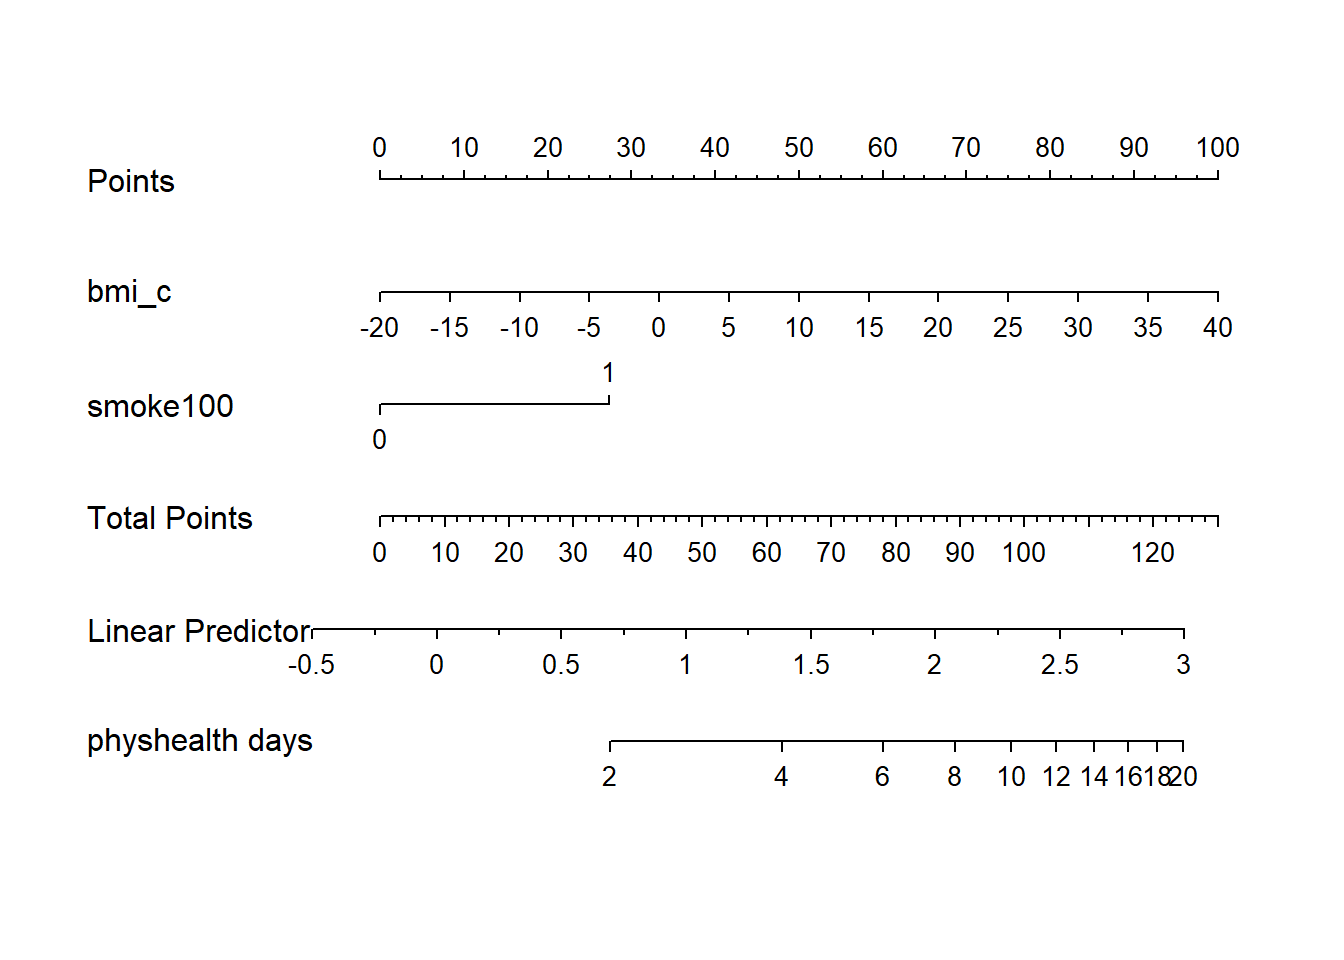 0 10 20 30 40 50 60 70 80 90 100
Points
bmi_c
-20 -15 -10 -5 0 5 10 15 20 25 30 35 40
1
smoke100
0
Total Points
0 10 20 30 40 50 60 70 80 90 100 120
Linear Predictor
-0.5 0 0.5 1 1.5 2 2.5 3
physhealth days
2 4 6 8 10 12 14 16 18 20